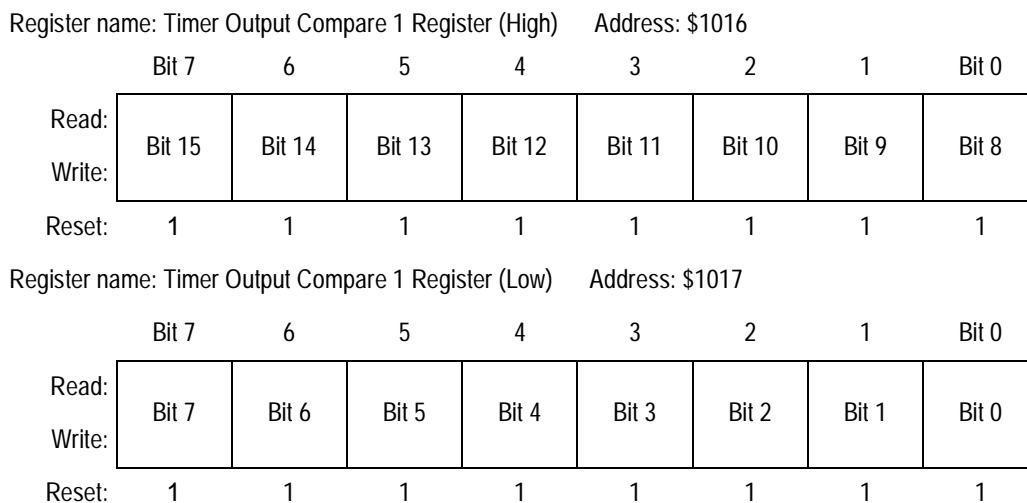 Register name: Timer Output Compare 1 Register (High) Address: $1016
Bit 7 6 5 4 3 2 1 Bit 0
Read:
Bit 15 Bit 14 Bit 13 Bit 12 Bit 11 Bit 10 Bit 9 Bit 8
Write:
Reset: 1 1 1 1 1 1 1 1
Register name: Timer Output Compare 1 Register (Low) Address: $1017
Bit 7 6 5 4 3 2 1 Bit 0
Read:
Bit 7 Bit 6 Bit 5 Bit 4 Bit 3 Bit 2 Bit 1 Bit 0
Write:
Reset: 1 1 1 1 1 1 1 1